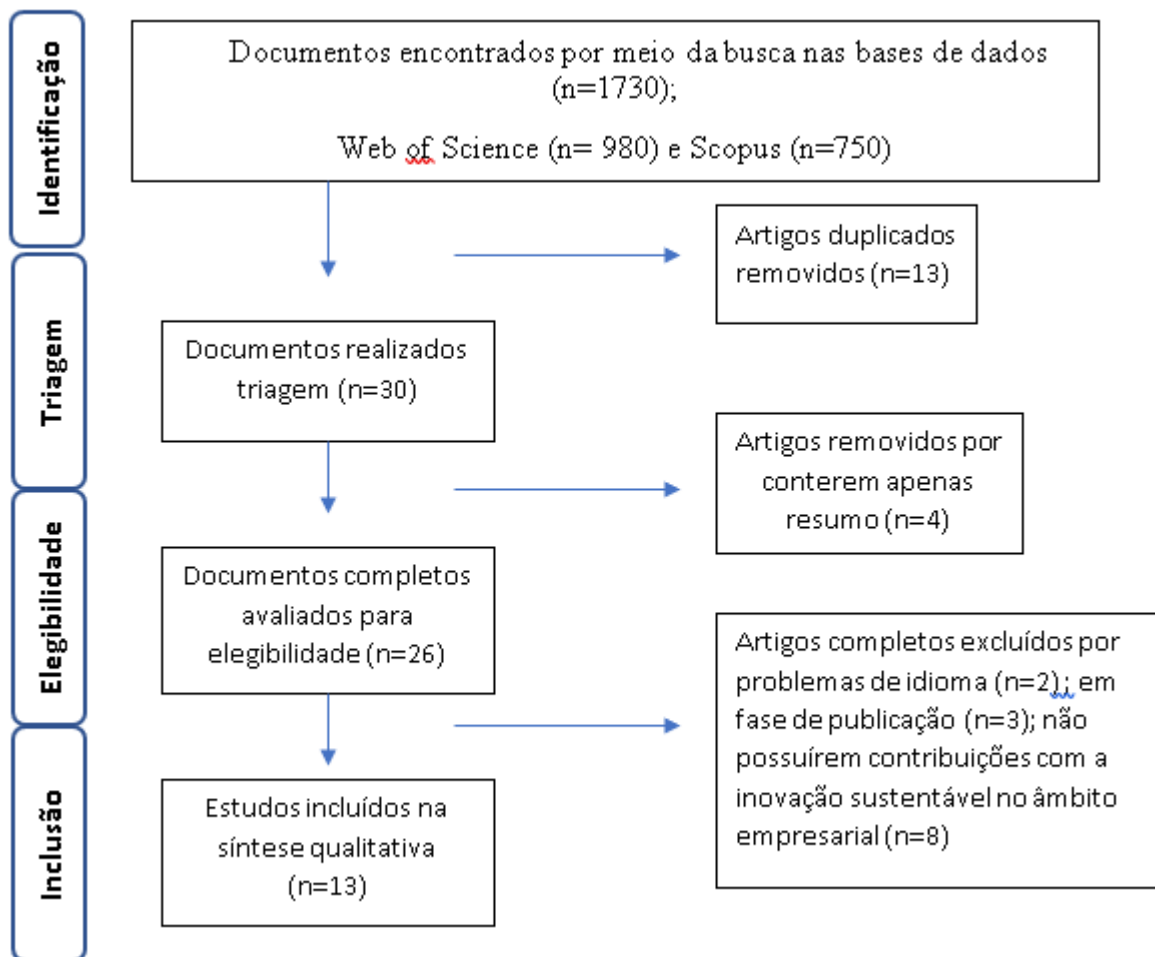 Identificação
Documentos encontrados por meio da busca nas bases de dados
(n=1730);
Web of Science (n= 980) e Scopus (n=750)
Artigos duplicados
removidos (n=13)
Triagem
Documentos realizados
triagem (n=30)
Artigos removidos por
conterem apenas
resumo (n=4)
Elegibilidade
Documentos completos
avaliados para
elegibilidade (n=26)
Artigos completos excluídos por
problemas de idioma (n=2); em
fase de publicação (n=3); não
possuírem contribuições com a
inovação sustentável no âmbito
empresarial (n=8)
Inclusão
Estudos incluídos na
síntese qualitativa
(n=13)